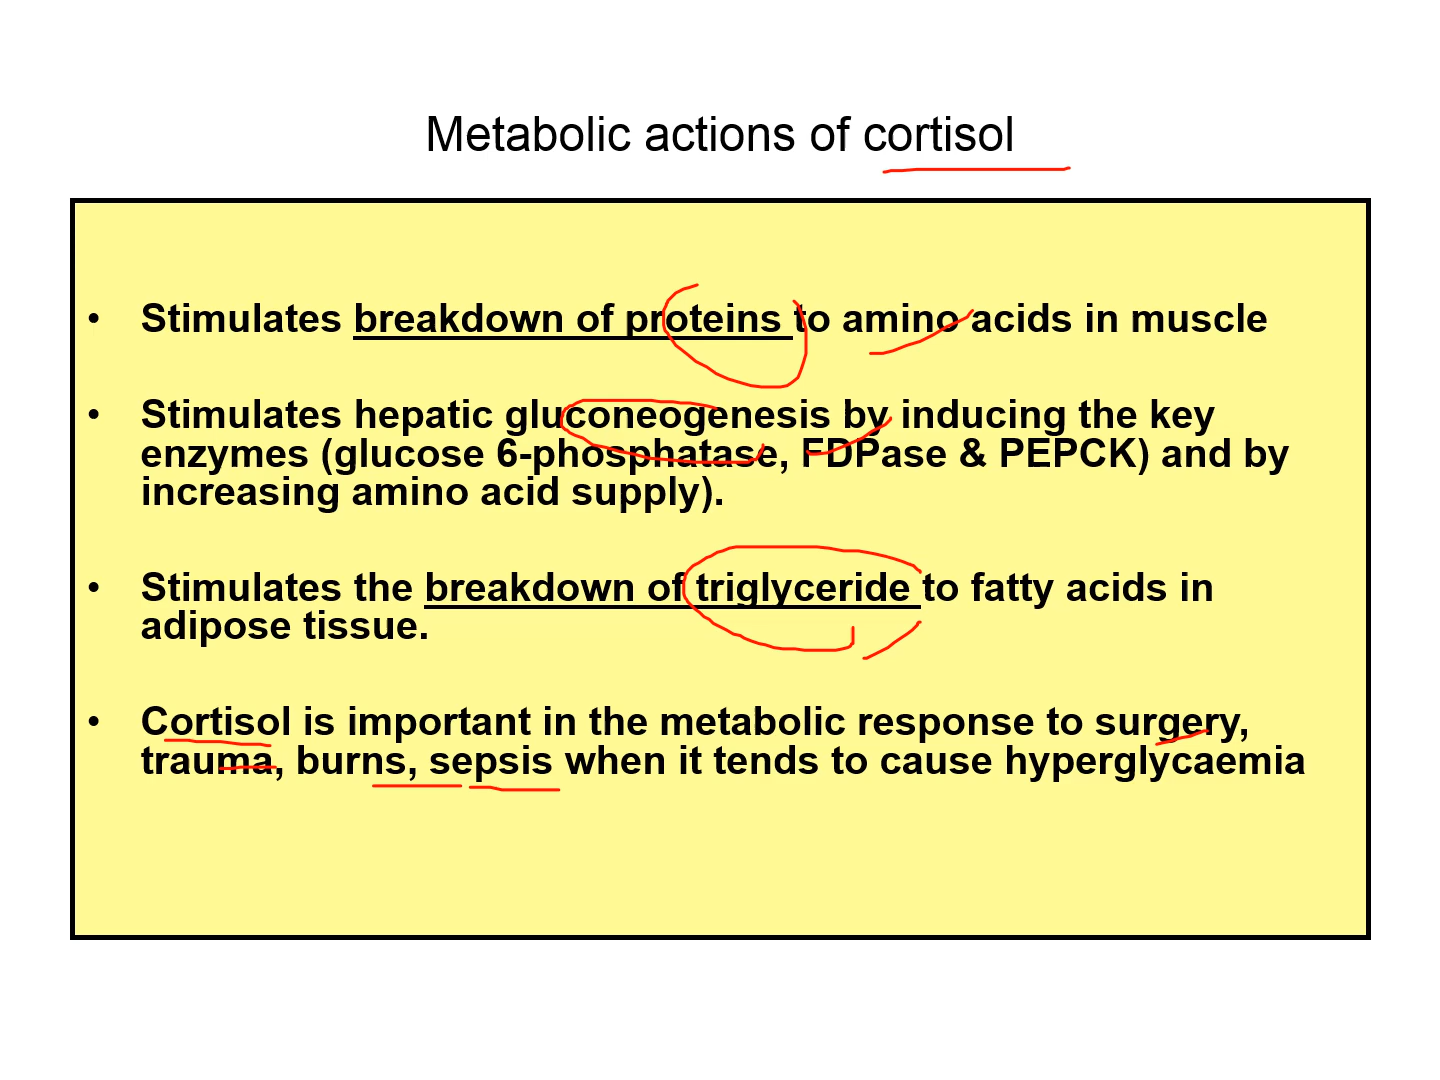 Metabolic actions of cortisol
• Stimulates breakdown of proteins to amino acids in muscle
• Stimulates hepatic gluconeogenesis by inducing the key
enzymes (glucose 6-phosphatase, FDPase & PEPCK) and by
increasing amino acid supply).
• Stimulates the breakdown of triglyceride to fatty acids in
adipose tissue.
• Cortisol is important in the metabolic response to surgery,
trauma, burns, sepsis when it tends to cause hyperglycaemia